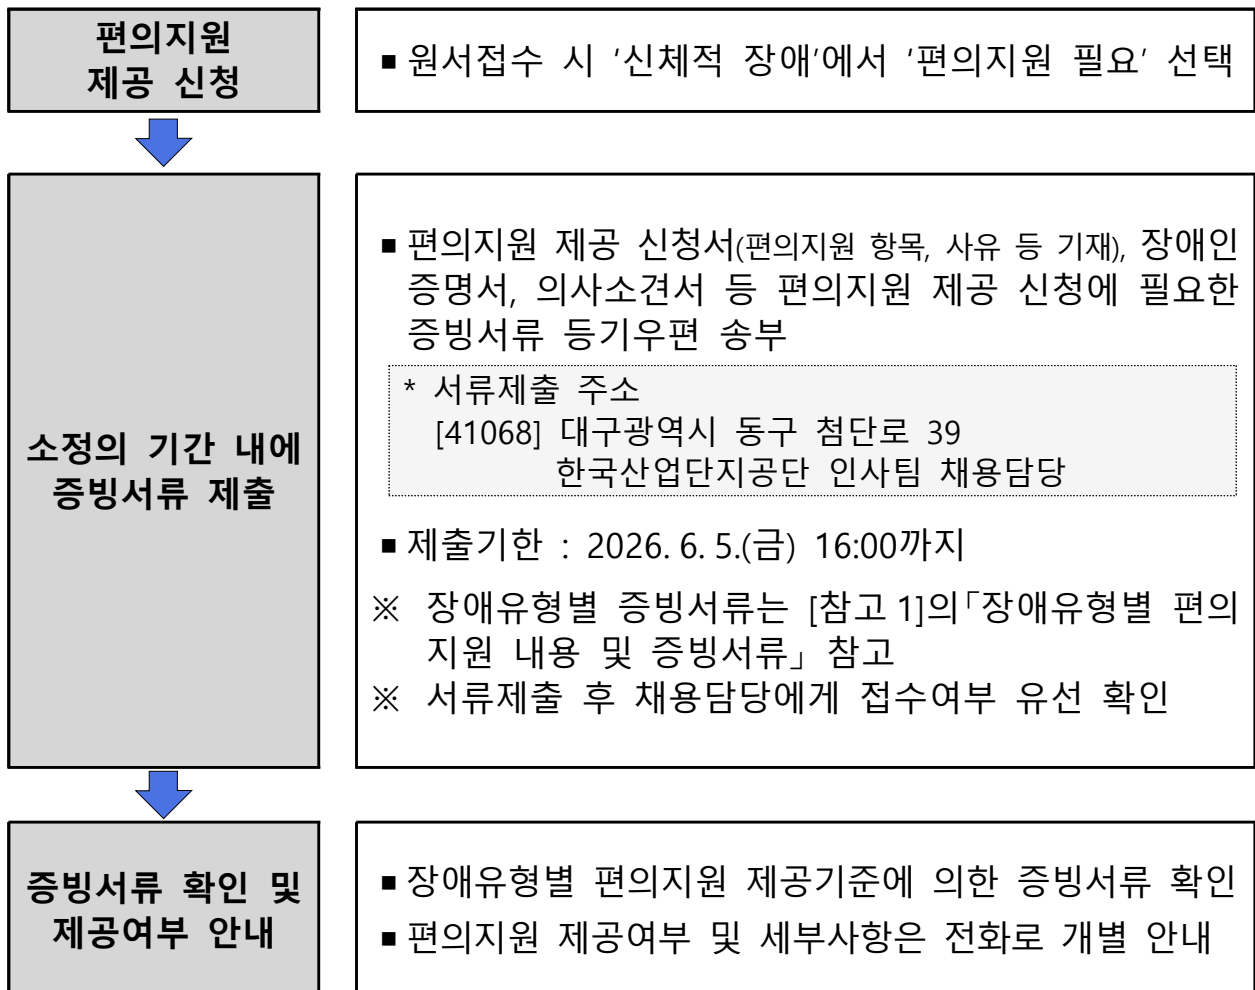 편의지원
제공 신청
▪ 원서접수 시 ‘신체적 장애’에서 ‘편의지원 필요’ 선택
소정의 기간 내에
증빙서류 제출
▪ 편의지원 제공 신청서(편의지원 항목, 사유 등 기재), 장애인
증명서, 의사소견서 등 편의지원 제공 신청에 필요한
증빙서류 등기우편 송부
* 서류제출 주소
[41068] 대구광역시 동구 첨단로 39
한국산업단지공단 인사팀 채용담당
▪ 제출기한 : 2026. 6. 5.(금) 16:00까지
※ 장애유형별 증빙서류는 [참고 1]의「장애유형별 편의
지원 내용 및 증빙서류」 참고
※ 서류제출 후 채용담당에게 접수여부 유선 확인
증빙서류 확인 및
제공여부 안내
▪ 장애유형별 편의지원 제공기준에 의한 증빙서류 확인
▪ 편의지원 제공여부 및 세부사항은 전화로 개별 안내